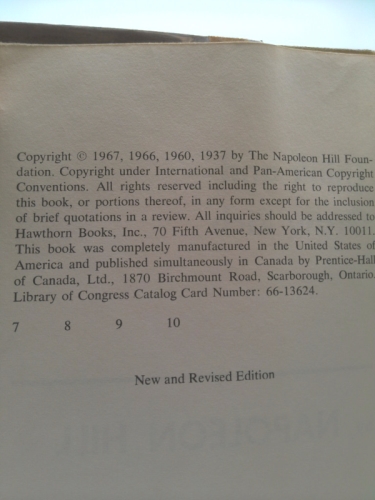 Copyright © 1967, 1966, 1960, 1937 by The Napoleon Hill Foun-
dation. Copyright under International and Pan-American Copyright
Conventions. All rights reserved including the right to reproduce
this book, or portions thereof, in any form except for the inclusion
of brief quotations in a review. All inquiries should be addressed to
Hawthorn Books, Inc., 70 Fifth Avenue, New York, N.Y. 10011.
This book was completely manufactured in the United States of
America and published simultaneously in Canada by Prentice-Hall
of Canada, Ltd., 1870 Birchmount Road, Scarborough, Ontario.
Library of Congress Catalog Card Number: 66-13624.
7 8 9 10
New and Revised Edition
NAPOLEON HILL